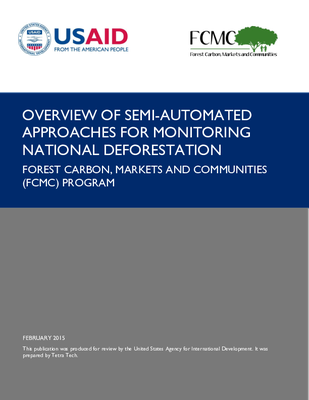 USAID
FROM THE AMERICAN PEOPLE
FCMC
Forest Carbon, Markets and Communities
OVERVIEW OF SEMI-AUTOMATED
APPROACHES FOR MONITORING
NATIONAL DEFORESTATION
FOREST CARBON, MARKETS AND COMMUNITIES
(FCMC) PROGRAM
FEBRUARY 2015
This publication was produced for review by the United States Agency for International Development. It was
prepared by Tetra Tech.